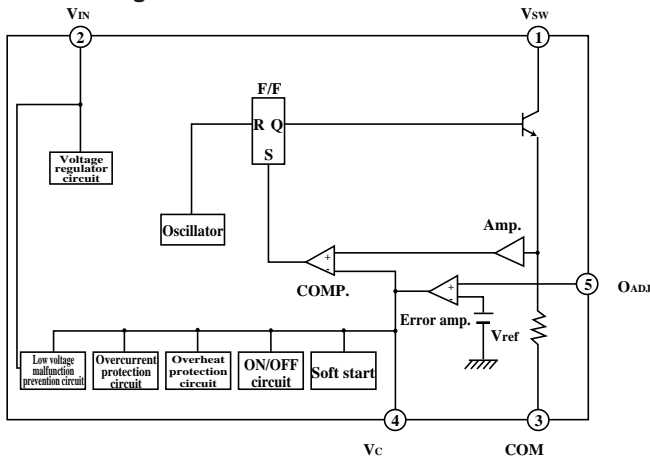 VIN
VSW
2
1
F/F
R Q
S
Voltage
regulator
circuit
Oscillator
Amp.
+
-
COMP.
+
-
Error amp.
Vref
5
OADJ
Low voltage
malfunction
prevention circuit
Overcurrent
protection
circuit
Overheat
protection
circuit
ON/OFF
circuit
Soft start
4
3
VC
COM